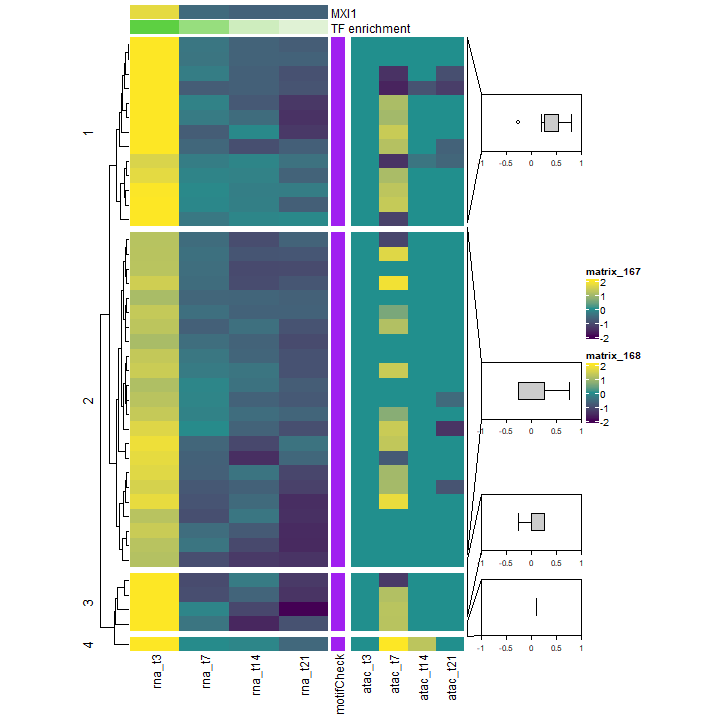 MXI1
TF enrichment
1
-1 -0.5 0 0.5 1
2
matrix_167
2
1
0
-1
-2
matrix_168
2
1
0
-1
-2
-1 -0.5 0 0.5 1
-1 -0.5 0 0.5 1
3
4
-1 -0.5 0 0.5 1
rna_t3
rna_t7
rna_t14
rna_t21
motifCheck
atac_t3
atac_t7
atac_t14
atac_t21